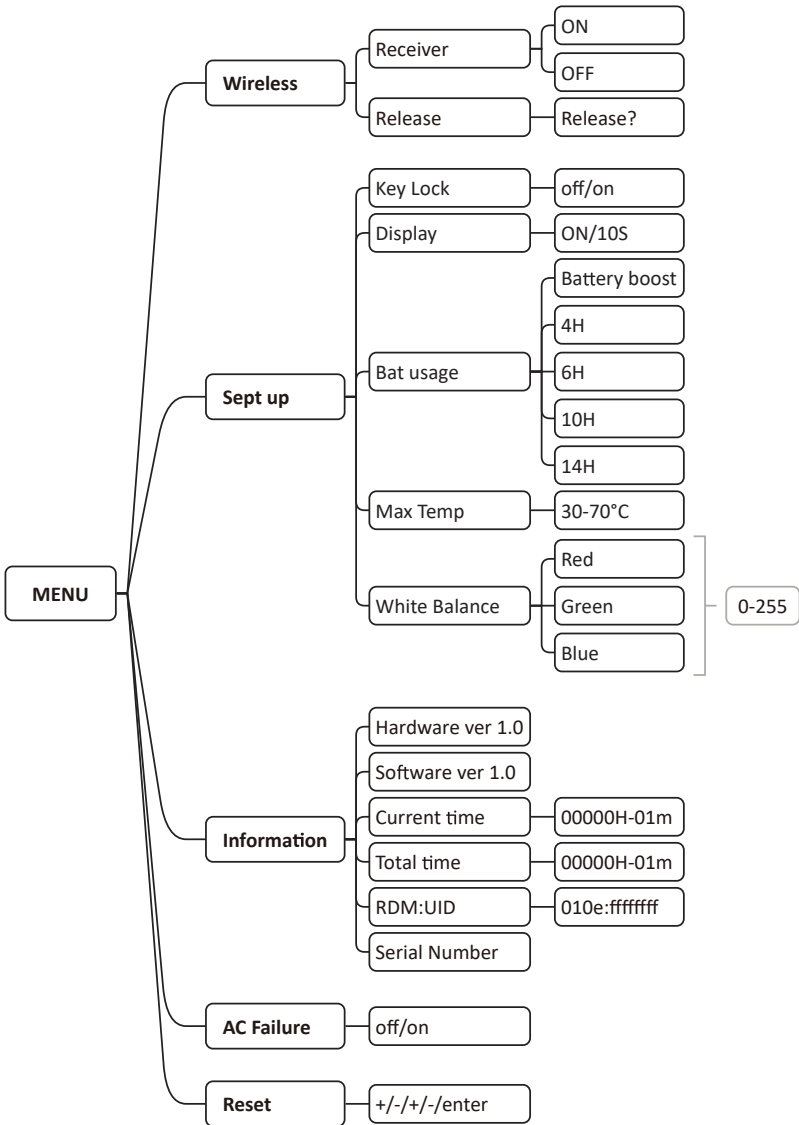 MENU
Wireless
Receiver
ON
OFF
Release
Release?
Sept up
Key Lock
off/on
Display
ON/10S
Bat usage
Battery boost
4H
6H
10H
14H
Max Temp
30-70°C
White Balance
Red
Green
Blue
0-255
Information
Hardware ver 1.0
Software ver 1.0
Current time
00000H-01m
Total time
00000H-01m
RDM:UID
010e:ffffffff
Serial Number
AC Failure
off/on
Reset
+/-/+/-/enter